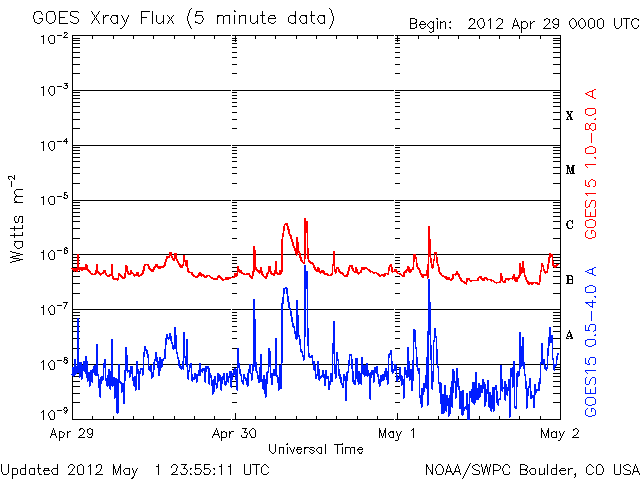 GOES Xray Flux (5 minute data)
Begin: 2012 Apr 29 0000 UTC
10⁻²
10⁻³
10⁻⁴
10⁻⁵
10⁻⁶
10⁻⁷
10⁻⁸
10⁻⁹
Watts m⁻²
X
M
C
B
A
GOES15 1.0-8.0 A
GOES15 0.5-4.0 A
Apr 29
Apr 30
May 1
May 2
Universal Time
Updated 2012 May 1 23:55:11 UTC
NOAA/SWPC Boulder, CO USA